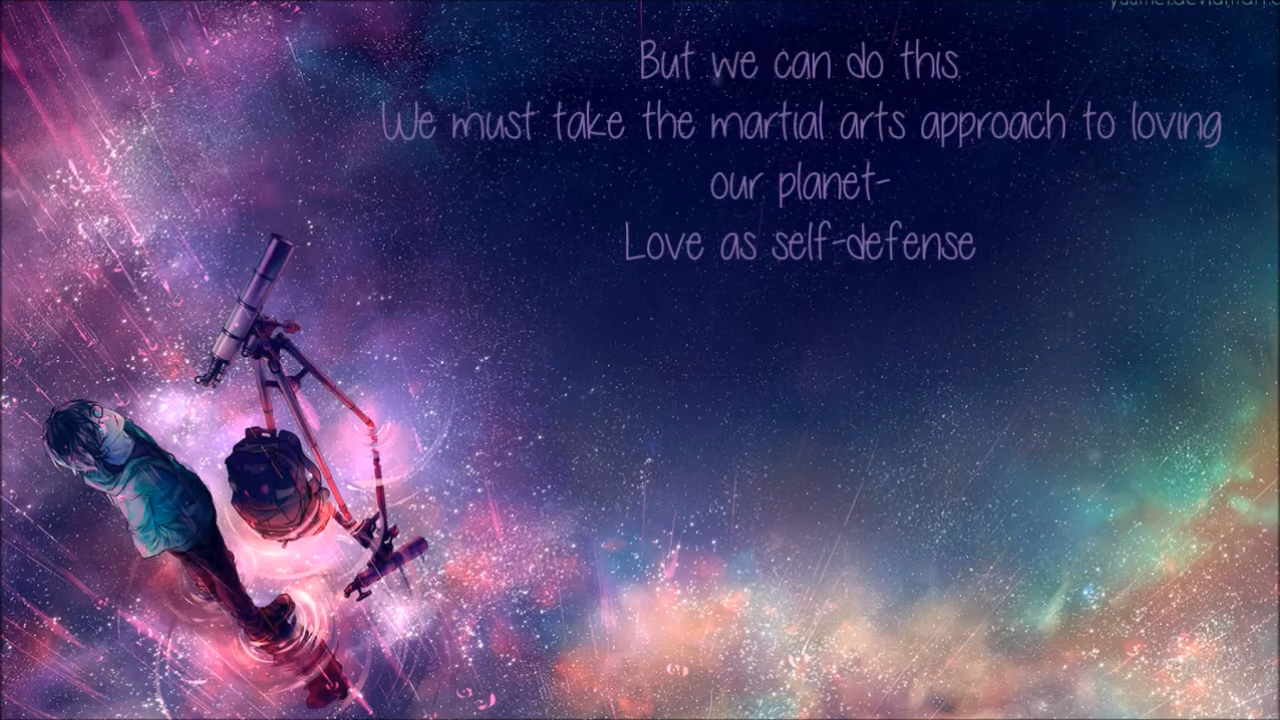 But we can do this
We must take the martial arts approach to loving
our planet-
Love as self-defense